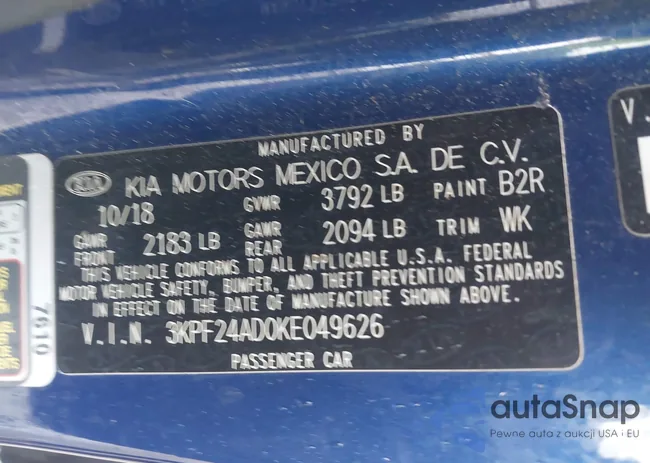 MANUFACTURED BY
KIA KIA MOTORS MEXICO S.A. DE C.V.
10/18 GVWR 3792 LB PAINT B2R
GAWR FRONT 2183 LB GAWR REAR 2094 LB TRIM WK
THIS VEHICLE CONFORMS TO ALL APPLICABLE U.S.A. FEDERAL
MOTOR VEHICLE SAFETY, BUMPER, AND THEFT PREVENTION STANDARDS
IN EFFECT ON THE DATE OF MANUFACTURE SHOWN ABOVE.
V.I.N. 3KPF24AD0KE049626
PASSENGER CAR
7610
V.
autaSnap
Pewne auta z aukcji USA i EU